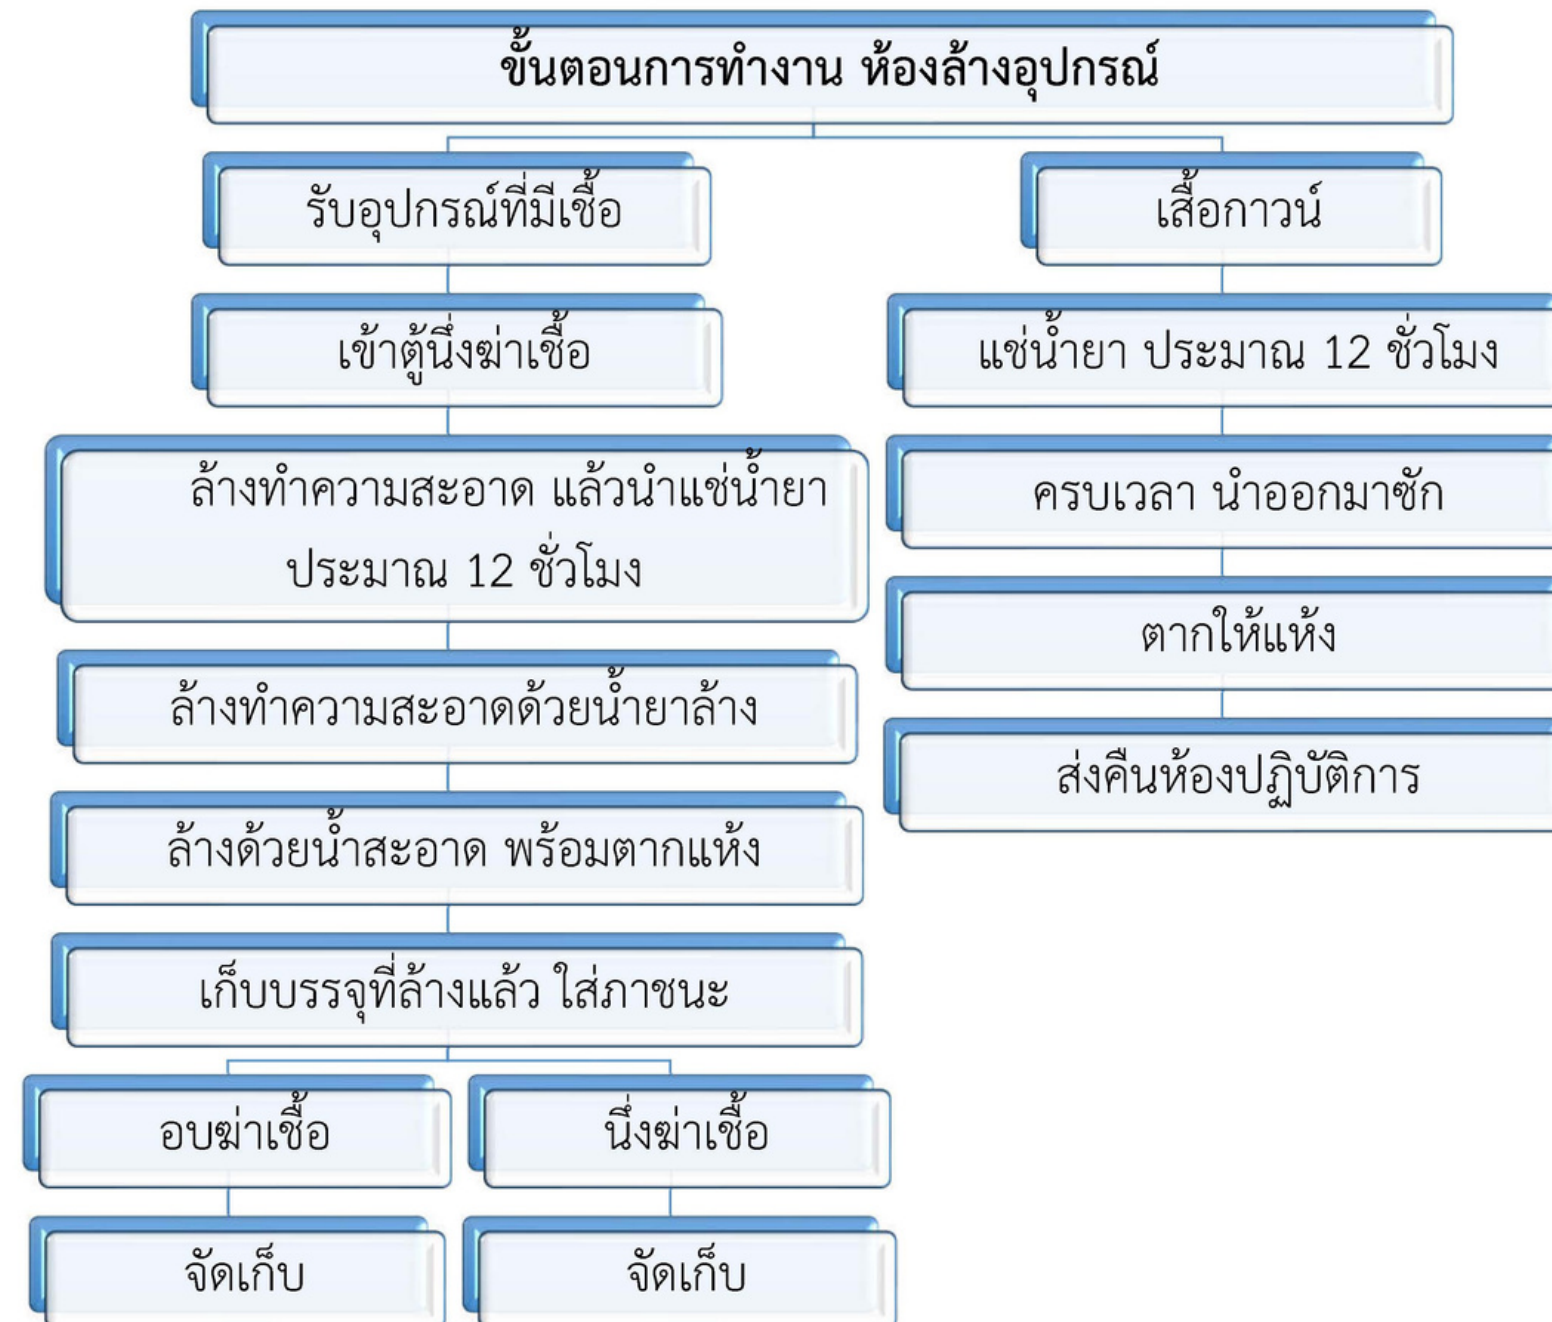 ขั้นตอนการทำงาน ห้องล้างอุปกรณ์
รับอุปกรณ์ที่มีเชื้อ
เข้าตู้นึ่งฆ่าเชื้อ
ล้างทำความสะอาด แล้วนำแช่น้ำยา
ประมาณ 12 ชั่วโมง
ล้างทำความสะอาดด้วยน้ำยาล้าง
ล้างด้วยน้ำสะอาด พร้อมตากแห้ง
เก็บบรรจุที่ล้างแล้ว ใส่ภาชนะ
อบฆ่าเชื้อ
จัดเก็บ
นึ่งฆ่าเชื้อ
จัดเก็บ
เสื้อกาวน์
แช่น้ำยา ประมาณ 12 ชั่วโมง
ครบเวลา นำออกมาซัก
ตากให้แห้ง
ส่งคืนห้องปฏิบัติการ